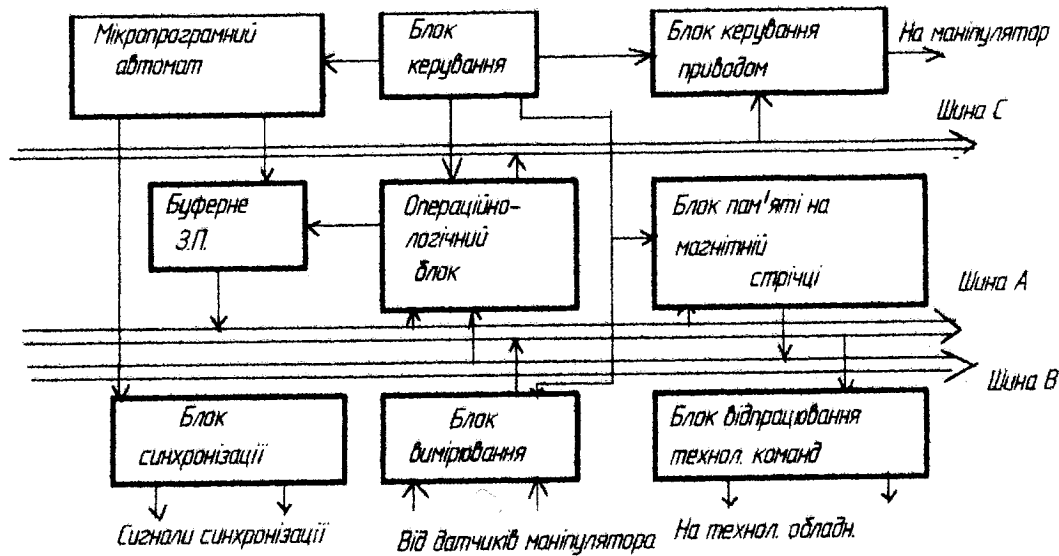 Мікропрограмний
автомат
Блок
керування
Блок керування
приводом
На маніпулятор
Шина С
Буферне
З.П.
Операційно-
логічний
блок
Блок пам'яті на
магнітній
стрічці
Шина А
Шина В
Блок
синхронізації
Блок
вимірювання
Блок відпрацювання
технол. команд
Сигнали синхронізації
Від датчиків маніпулятора
На технол. обладн.